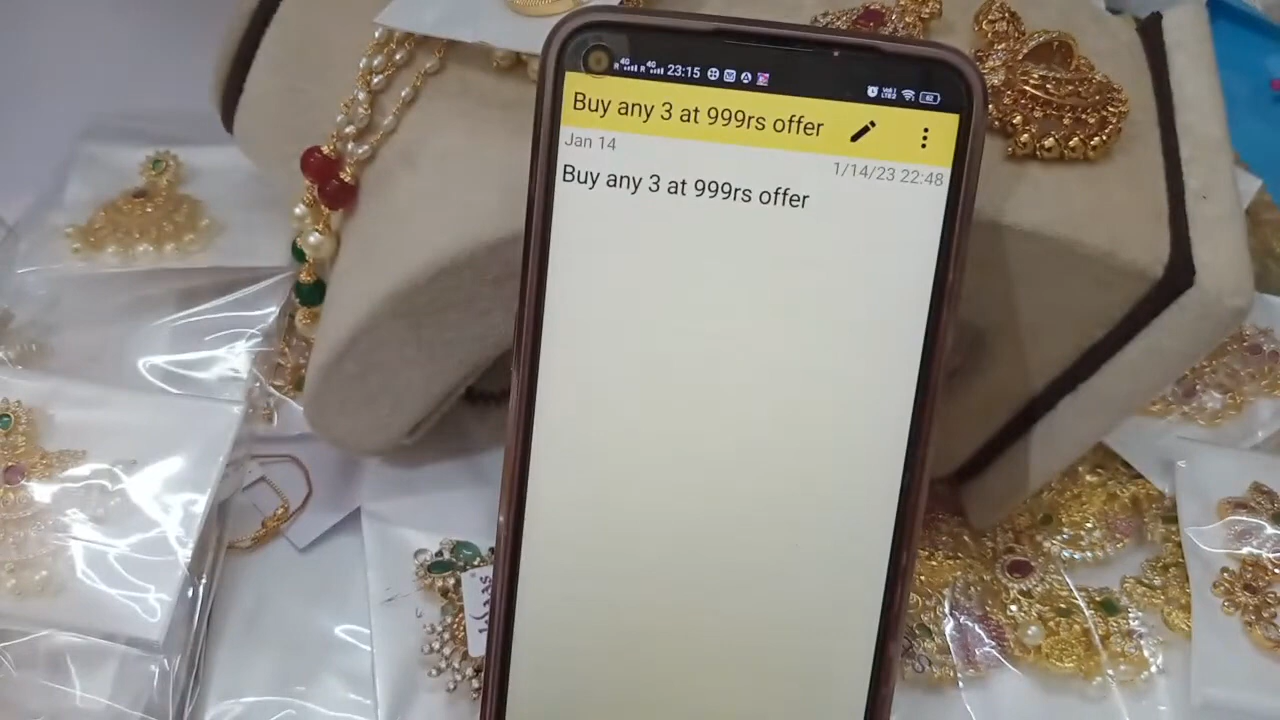 23:15
Buy any 3 at 999rs offer
Jan 14
1/14/23 22:48
Buy any 3 at 999rs offer